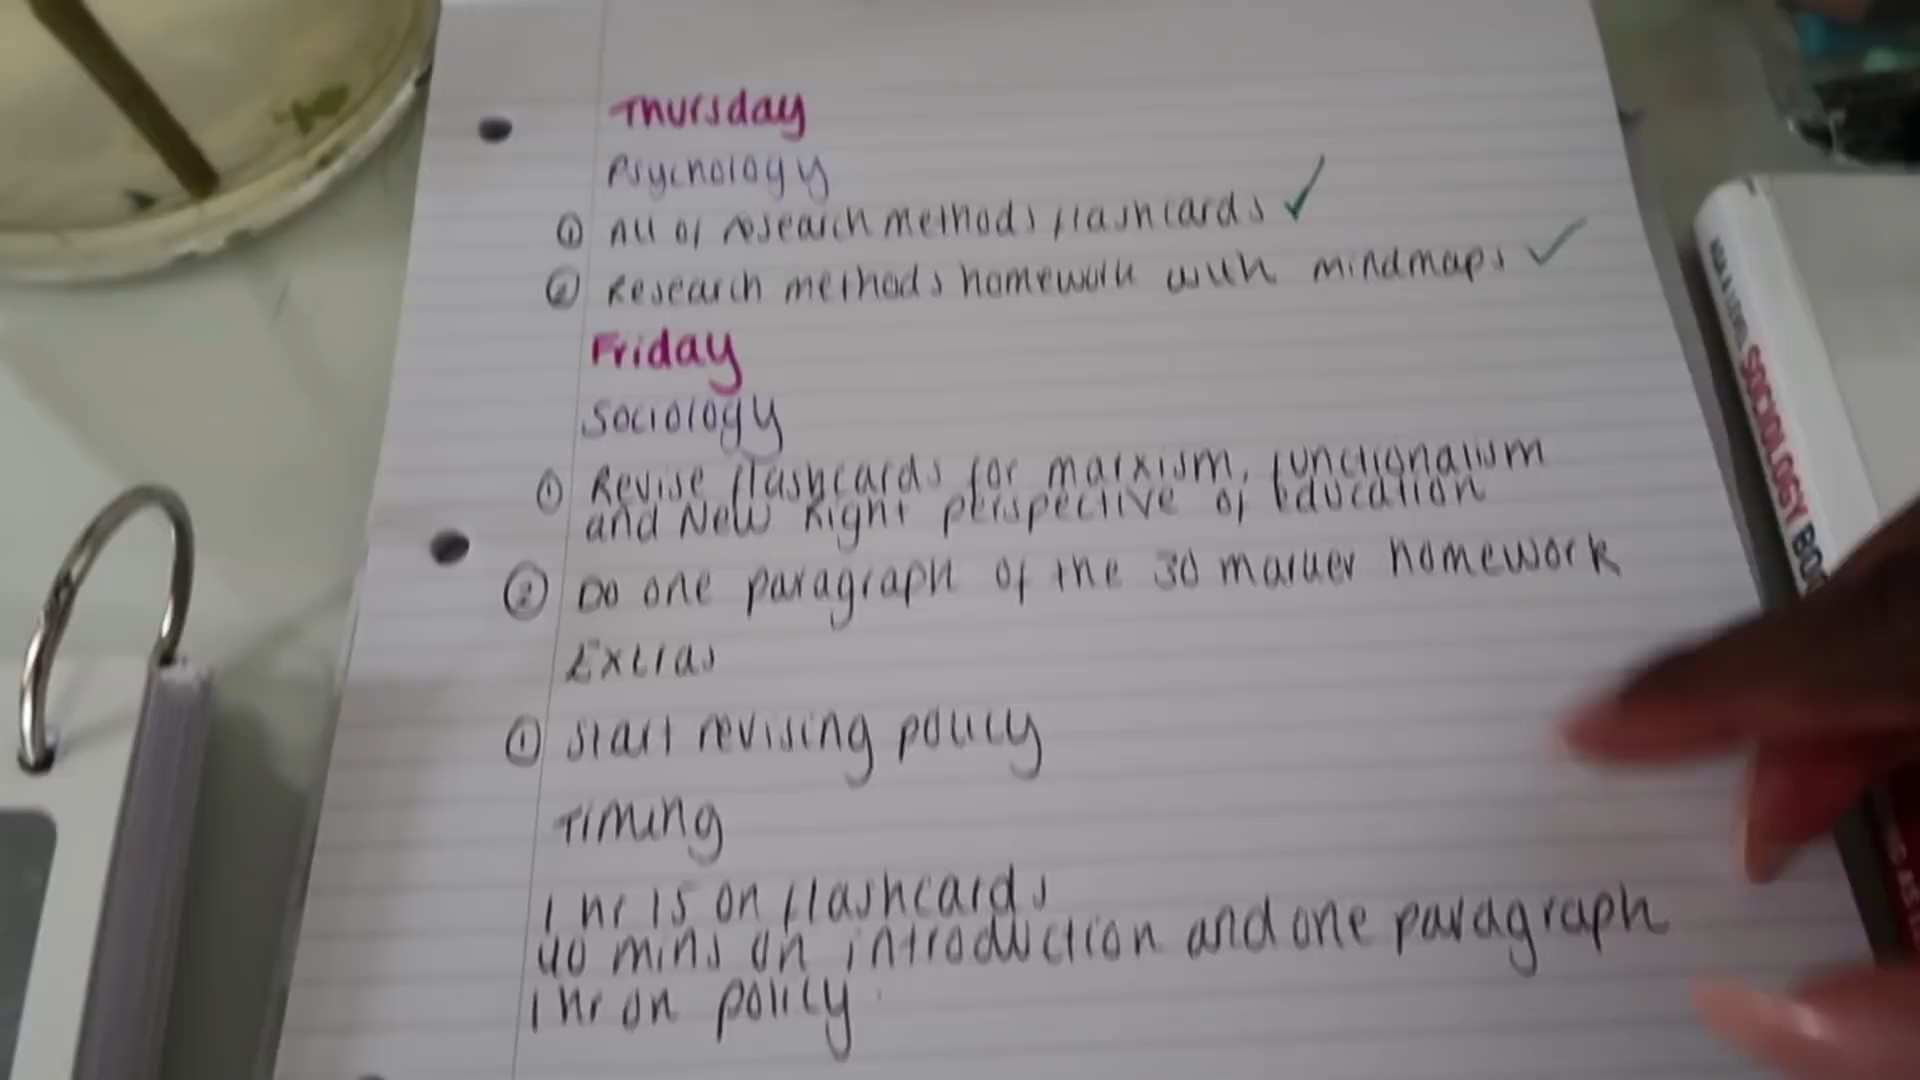 Thursday
Psychology
① All of research methods flashcards ✓
② Research methods homework with mindmaps ✓
Friday
Sociology
① Revise flashcards for marxism, functionalism
and New Right perspective of Education
② Do one paragraph of the 30 marker homework
Extras
① Start revising policy
Timing
1 hr 15 on flashcards
40 mins on introduction and one paragraph
1 hr on policy
SOCIOLOGY